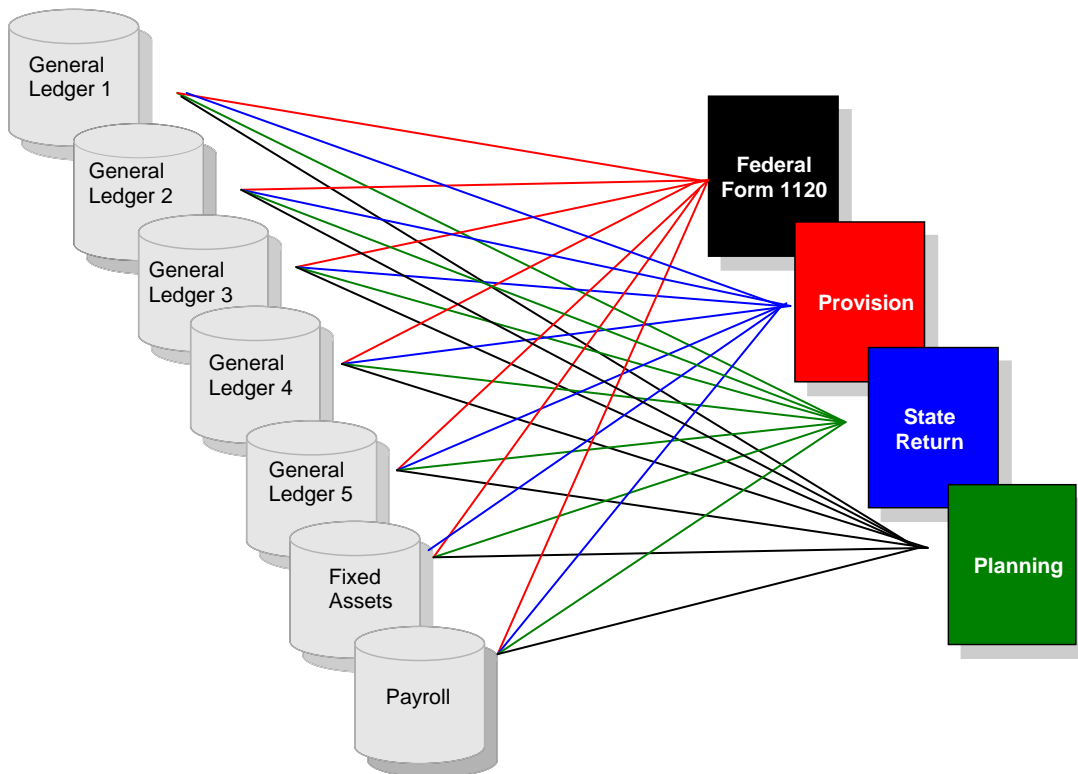 General
Ledger 1
General
Ledger 2
General
Ledger 3
General
Ledger 4
General
Ledger 5
Fixed
Assets
Payroll
Federal
Form 1120
Provision
State
Return
Planning